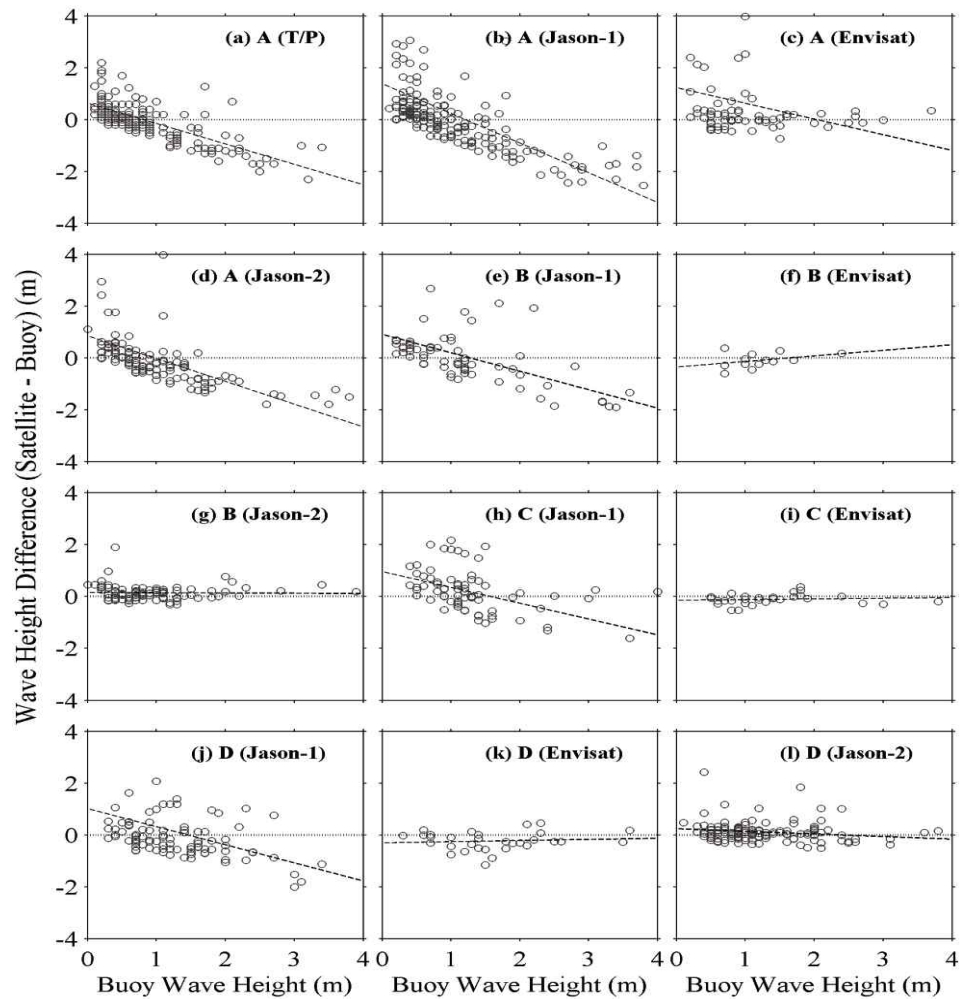 Wave Height Difference (Satellite - Buoy) (m)
4
2
0
-2
-4
(a) A (T/P)
(b) A (Jason-1)
(c) A (Envisat)
4
2
0
-2
-4
(d) A (Jason-2)
(e) B (Jason-1)
(f) B (Envisat)
4
2
0
-2
-4
(g) B (Jason-2)
(h) C (Jason-1)
(i) C (Envisat)
4
2
0
-2
-4
(j) D (Jason-1)
(k) D (Envisat)
(l) D (Jason-2)
0 1 2 3 4 0 1 2 3 4 0 1 2 3 4
Buoy Wave Height (m) Buoy Wave Height (m) Buoy Wave Height (m)